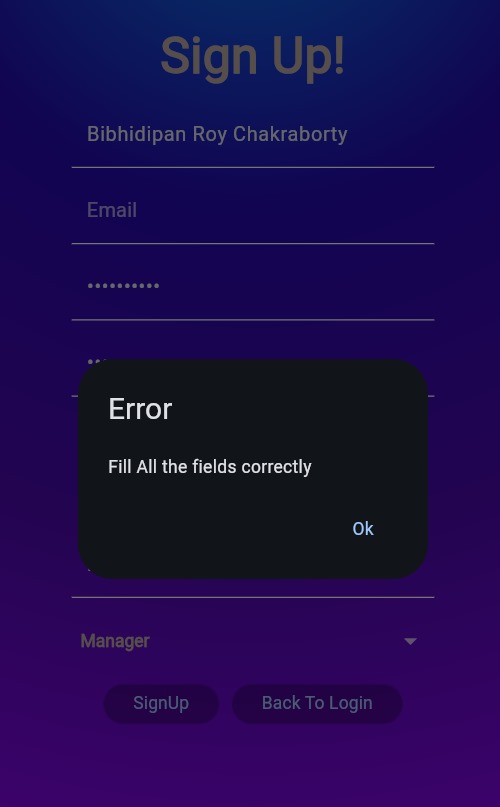 Sign Up!
Bibhidipan Roy Chakraborty
Email
••••••••••
Error
Fill All the fields correctly
Ok
Manager
SignUp
Back To Login